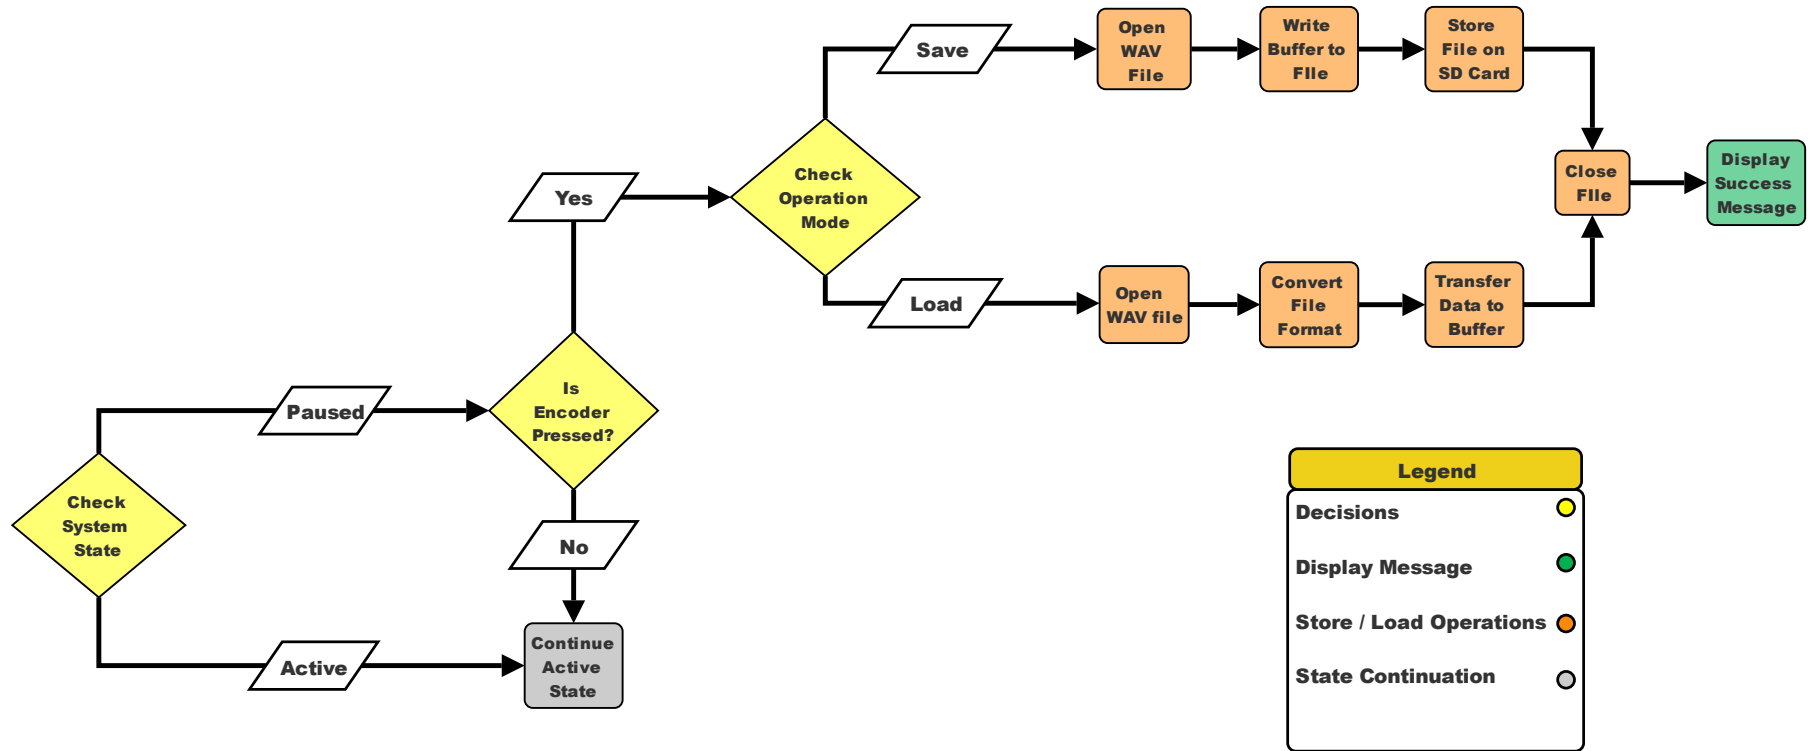 Save
Open
WAV
File
Write
Buffer to
FIle
Store
File on
SD Card
Check
Operation
Mode
Yes
Close
FIle
Display
Success
Message
Load
Open
WAV file
Convert
File
Format
Transfer
Data to
Buffer
Paused
Is
Encoder
Pressed?
Check
System
State
No
Active
Continue
Active
State
Legend
Decisions
Display Message
Store / Load Operations
State Continuation